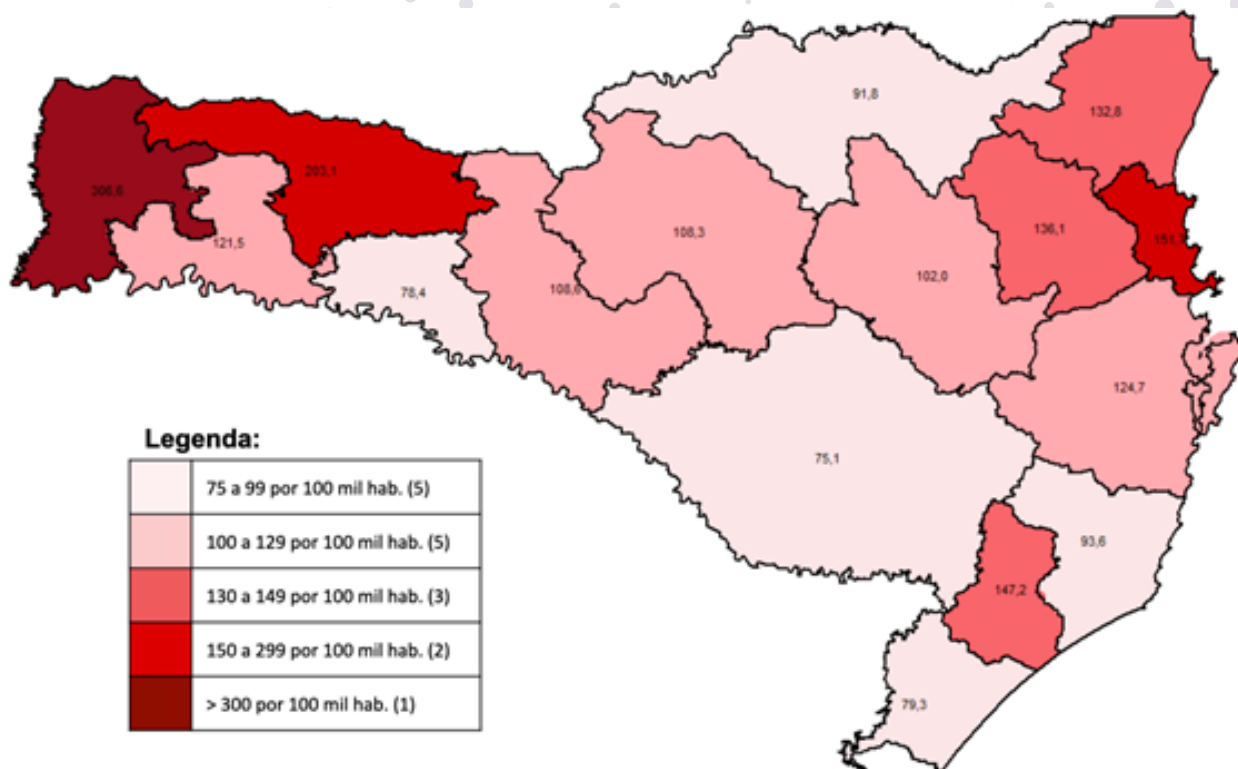 91,8
132,8
203,1
306,6
136,1
108,3
151,
121,5
102,0
78,4
108,6
124,7
Legenda:
75,1
75 a 99 por 100 mil hab. (5)
100 a 129 por 100 mil hab. (5)
93,6
130 a 149 por 100 mil hab. (3)
147,2
150 a 299 por 100 mil hab. (2)
> 300 por 100 mil hab. (1)
79,3